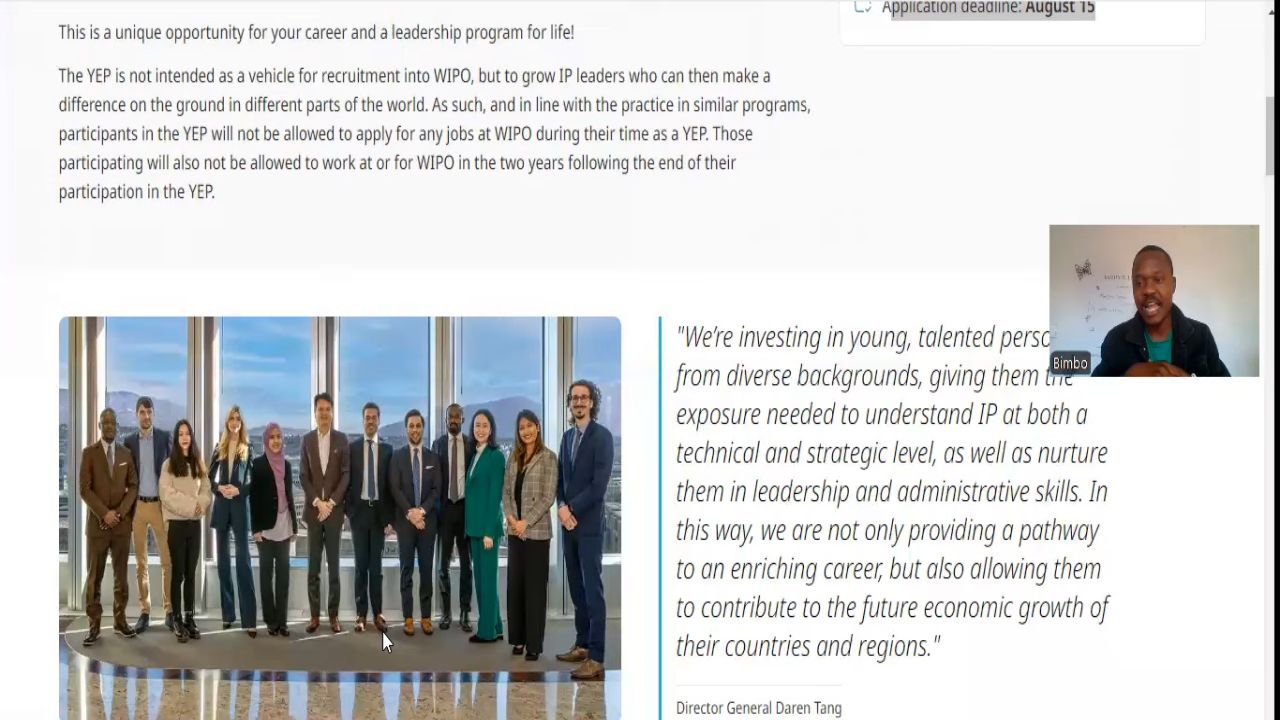 Application deadline: August 15
This is a unique opportunity for your career and a leadership program for life!
The YEP is not intended as a vehicle for recruitment into WIPO, but to grow IP leaders who can then make a
difference on the ground in different parts of the world. As such, and in line with the practice in similar programs,
participants in the YEP will not be allowed to apply for any jobs at WIPO during their time as a YEP. Those
participating will also not be allowed to work at or for WIPO in the two years following the end of their
participation in the YEP.
"We're investing in young, talented perso
from diverse backgrounds, giving them the
exposure needed to understand IP at both a
technical and strategic level, as well as nurture
them in leadership and administrative skills. In
this way, we are not only providing a pathway
to an enriching career, but also allowing them
to contribute to the future economic growth of
their countries and regions."
Director General Daren Tang
Bimbo